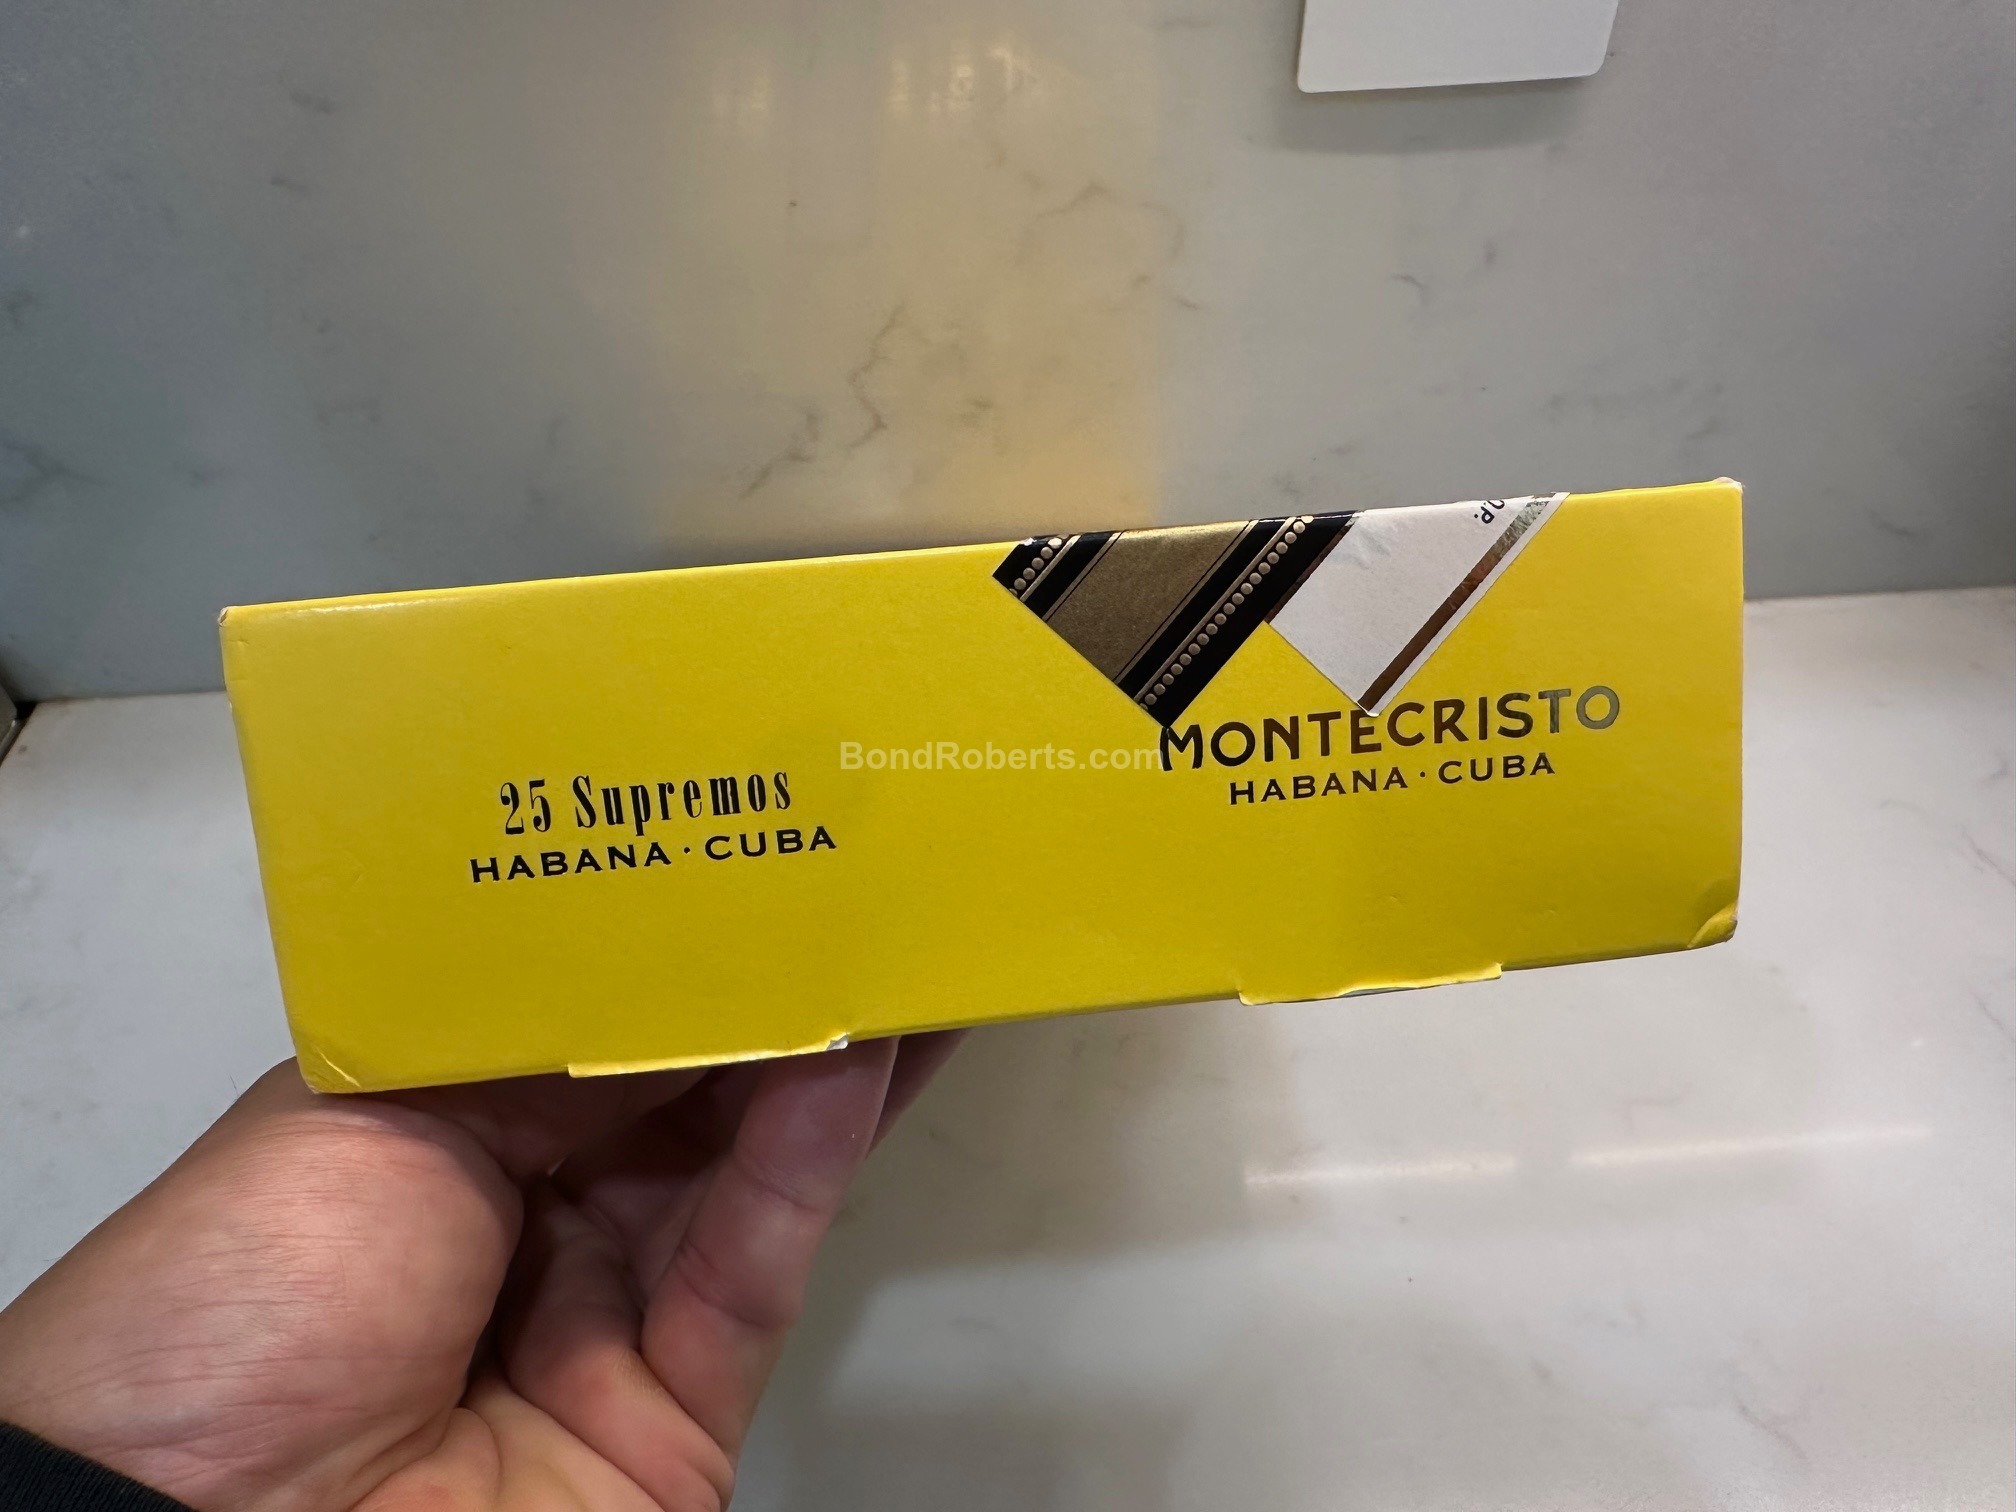 O.P.
MONTECRISTO
HABANA · CUBA
25 Supremos
HABANA · CUBA
BondRoberts.com